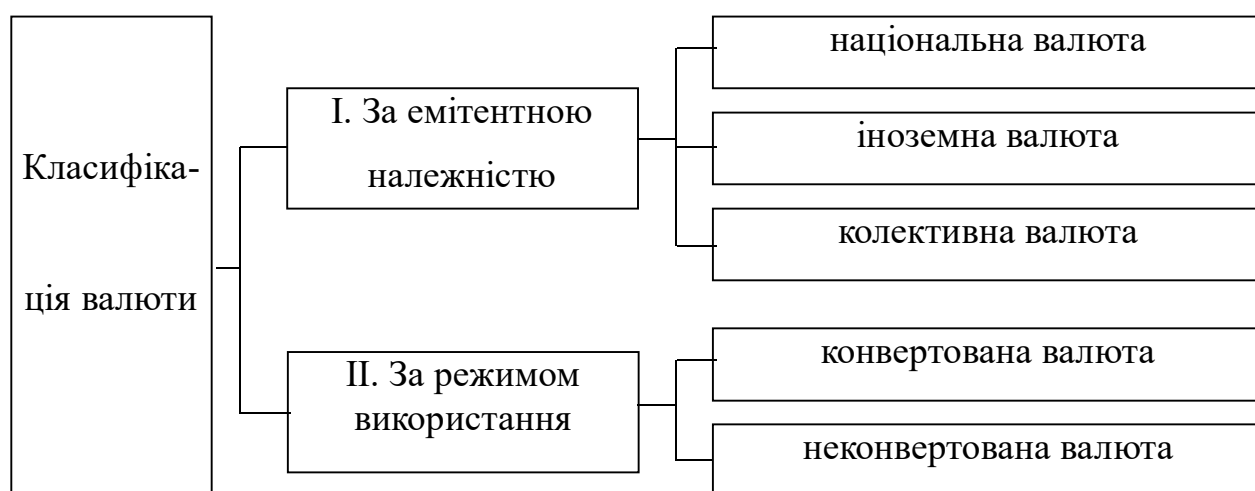 Класифіка-
ція валюти
I. За емітентною
належністю
національна валюта
іноземна валюта
колективна валюта
II. За режимом
використання
конвертована валюта
неконвертована валюта